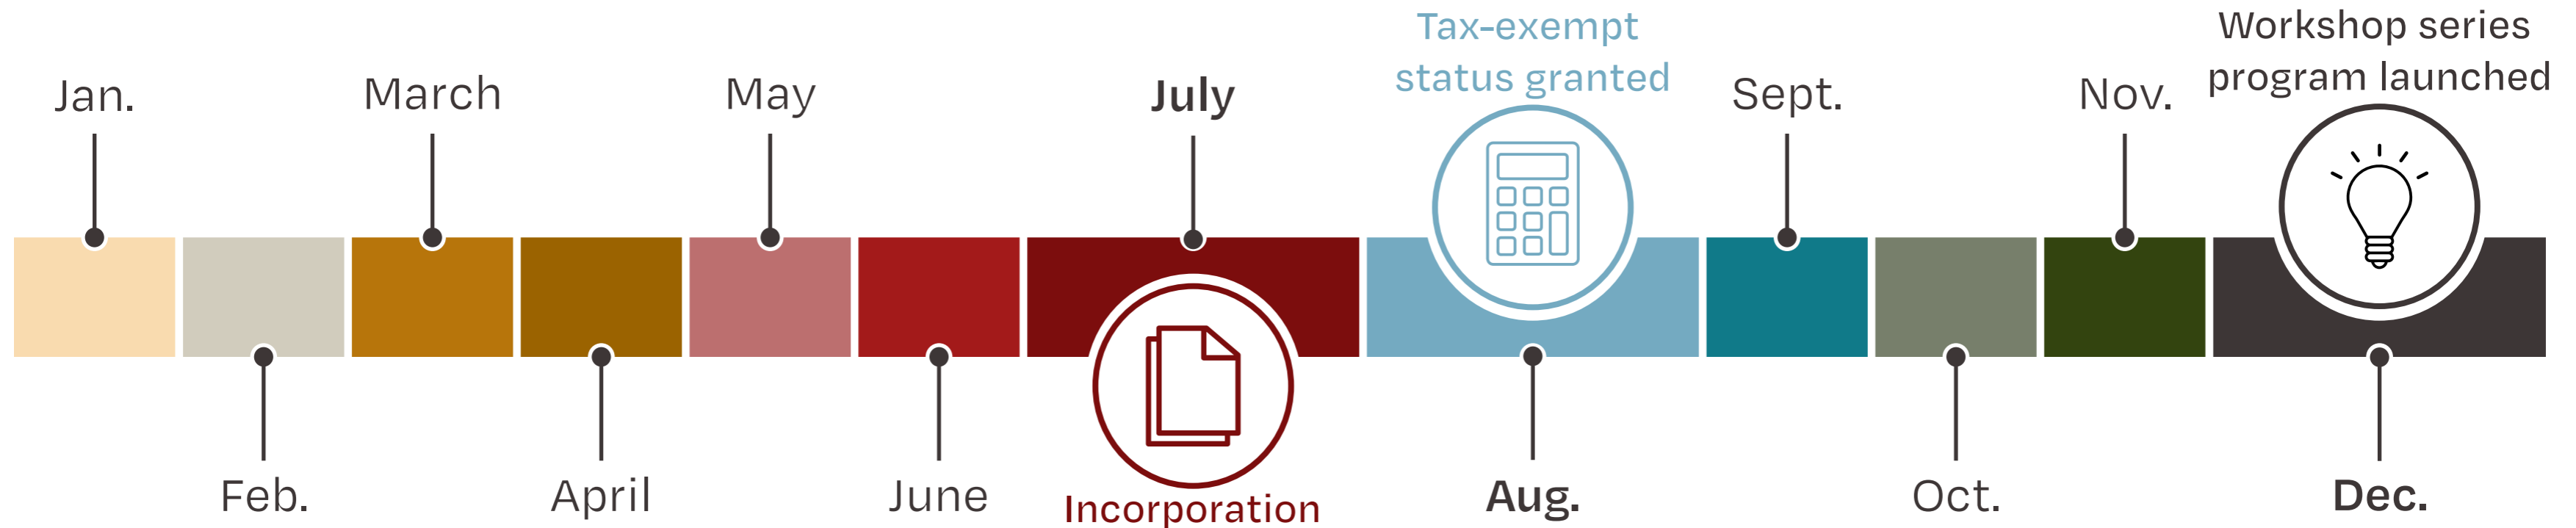 Jan.
Feb.
March
April
May
June
July
Incorporation
Tax-exempt
status granted
Aug.
Sept.
Oct.
Nov.
Workshop series
program launched
Dec.